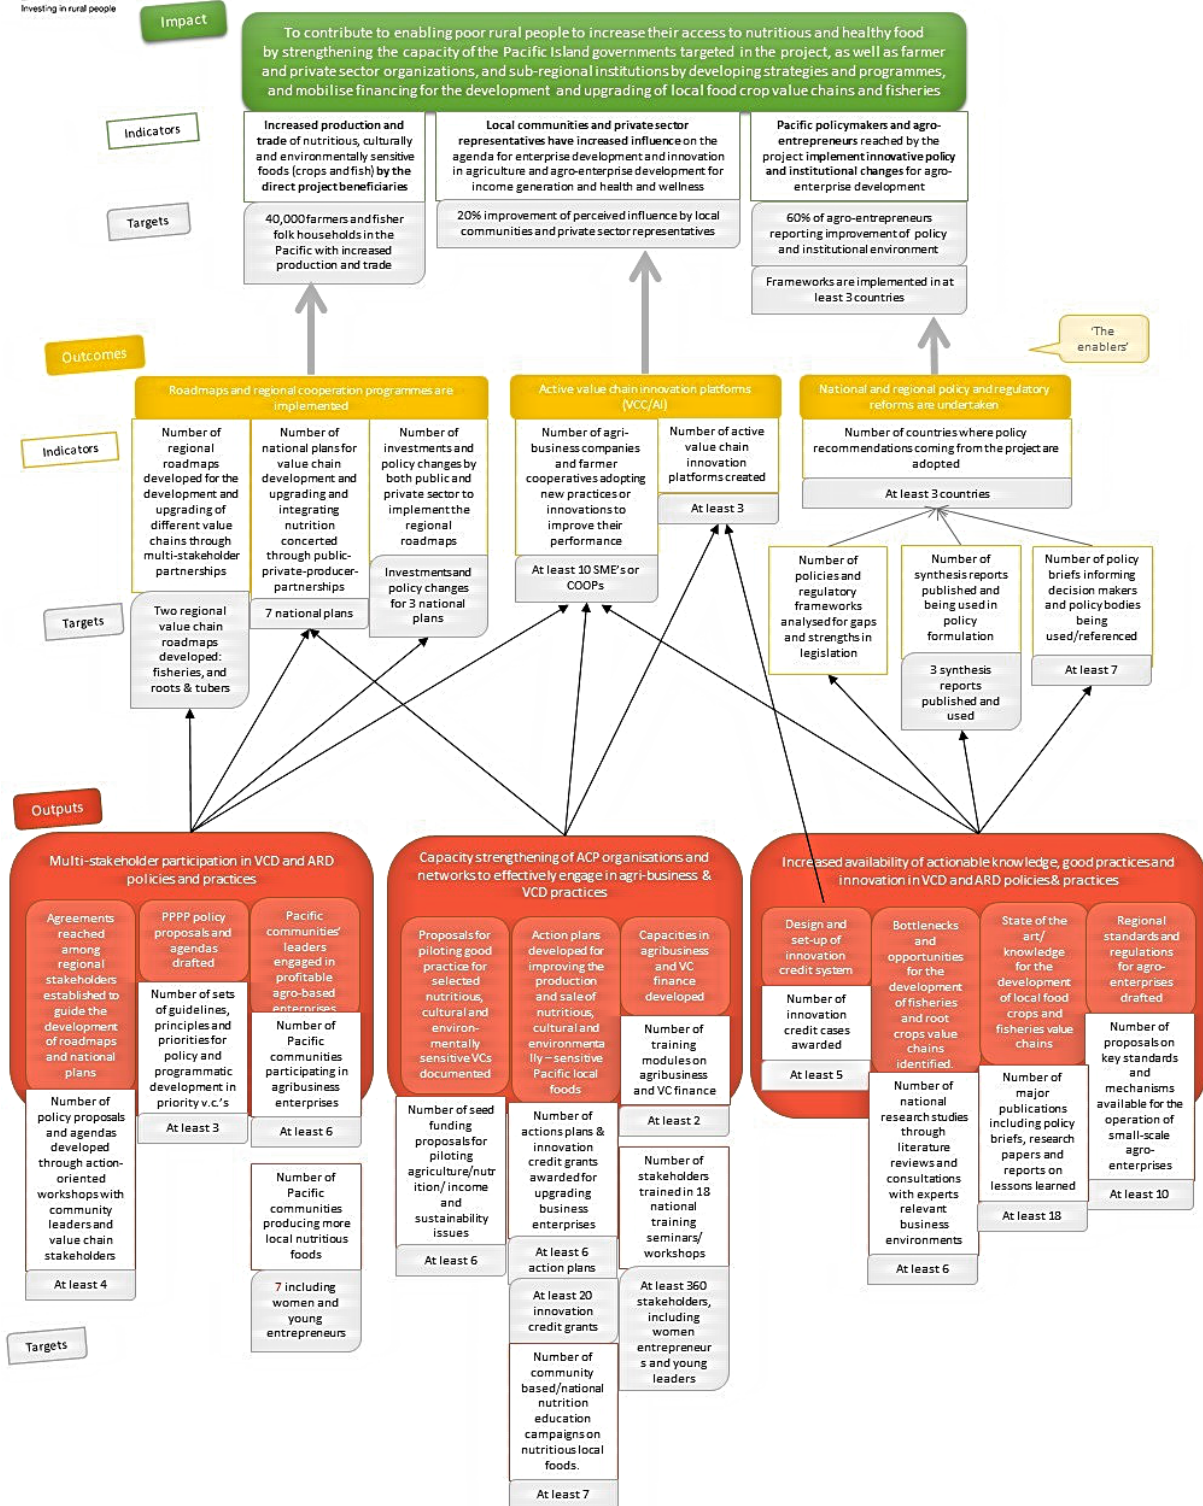 Investing in rural people
Impact
To contribute to enabling poor rural people to increase their access to nutritious and healthy food
by strengthening the capacity of the Pacific Island governments targeted in the project, as well as farmer
and private sector organizations, and sub-regional institutions by developing strategies and programmes,
and mobilise financing for the development and upgrading of local food crop value chains and fisheries
Indicators
Increased production and
trade of nutritious, culturally
and environmentally sensitive
foods (crops and fish) by the
direct project beneficiaries
Local communities and private sector
representatives have increased influence on the
agenda for enterprise development and innovation
in agriculture and agro-enterprise development for
income generation and health and wellness
Pacific policymakers and agro-
entrepreneurs reached by the
project implement innovative policy
and institutional changes for agro-
enterprise development
Targets
40,000 farmers and fisher
folk households in the
Pacific with increased
production and trade
20% improvement of perceived influence by local
communities and private sector representatives
60% of agro-entrepreneurs
reporting improvement of policy
and institutional environment
Frameworks are implemented in at
least 3 countries
Outcomes
'The
enablers'
Roadmaps and regional cooperation programmes are
implemented
Active value chain innovation platforms
(VCC/AI)
National and regional policy and regulatory
reforms are undertaken
Indicators
Number of
regional
roadmaps
developed for the
development and
upgrading of
different value
chains through
multi-stakeholder
partnerships
Number of
national plans for
value chain
development and
upgrading and
integrating
nutrition
concerted
through public-
private-producer-
partnerships
Number of
investments and
policy changes by
both public and
private sector to
implement the
regional
roadmaps
Number of agri-
business companies
and farmer
cooperatives adopting
new practices or
innovations to
improve their
performance
Number of active
value chain
innovation
platforms created
Number of countries where policy
recommendations coming from the project are
adopted
Targets
Two regional
value chain
roadmaps
developed:
fisheries, and
roots & tubers
7 national plans
Investments and
policy changes
for 3 national
plans
At least 10 SME's or
COOPs
At least 3
At least 3 countries
Number of
policies and
regulatory
frameworks
analysed for gaps
and strengths in
legislation
Number of
synthesis reports
published and
being used in
policy
formulation
3 synthesis
reports
published and
used
Number of policy
briefs informing
decision makers
and policy bodies
being
used/referenced
At least 7
Outputs
Multi-stakeholder participation in VCD and ARD
policies and practices
Agreements
reached
among
regional
stakeholders
established to
guide the
development
of roadmaps
and national
plans
Number of
policy proposals
and agendas
developed
through action-
oriented
workshops with
community
leaders and
value chain
stakeholders
At least 4
PPPP policy
proposals and
agendas
drafted
Number of sets
of guidelines,
principles and
priorities for
policy and
programmatic
development in
priority v.c.'s
At least 3
Pacific
communities'
leaders
engaged in
profitable
agro-based
enterprises
Number of
Pacific
communities
participating in
agribusiness
enterprises
At least 6
Number of
Pacific
communities
producing more
local nutritious
foods
7 including
women and
young
entrepreneurs
Capacity strengthening of ACP organisations and
networks to effectively engage in agri-business &
VCD practices
Proposals for
piloting good
practice for
selected
nutritious,
cultural and
environ-
mentally
sensitive VCs
documented
Number of seed
funding
proposals for
piloting
agriculture/nutr
ition/ income
and
sustainability
issues
At least 6
Action plans
developed for
improving the
production
and sale of
nutritious,
cultural and
environmenta
lly – sensitive
Pacific local
foods
Number of
actions plans &
innovation
credit grants
awarded for
upgrading
business
enterprises
At least 6
action plans
At least 20
innovation
credit grants
Number of
community
based/national
nutrition
education
campaigns on
nutritious local
foods.
At least 7
Capacities in
agribusiness
and VC
finance
developed
Number of
training
modules on
agribusiness
and VC finance
At least 2
Number of
stakeholders
trained in 18
national
training
seminars/
workshops
At least 360
stakeholders,
including
women
entrepreneur
s and young
leaders
Increased availability of actionable knowledge, good practices and
innovation in VCD and ARD policies & practices
Design and
set-up of
innovation
credit system
Number of
innovation
credit cases
awarded
At least 5
Bottlenecks
and
opportunities
for the
development
of fisheries
and root
crops value
chains
identified.
Number of
national
research studies
through
literature
reviews and
consultations
with experts
relevant
business
environments
At least 6
State of the
art/
knowledge
for the
development
of local food
crops and
fisheries value
chains
Number of
major
publications
including policy
briefs, research
papers and
reports on
lessons learned
At least 18
Regional
standards and
regulations
for agro-
enterprises
drafted
Number of
proposals on
key standards
and
mechanisms
available for the
operation of
small-scale
agro-
enterprises
At least 10
Targets